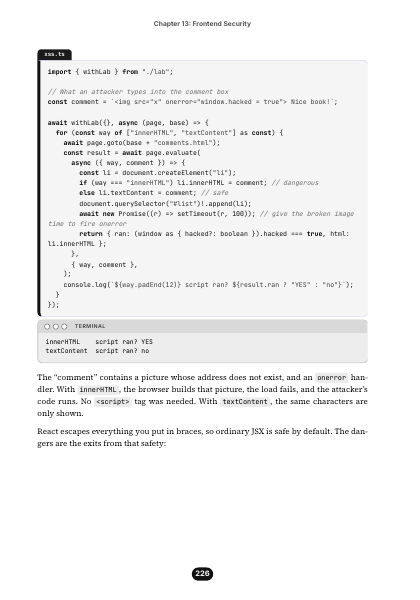 Chapter 13: Frontend Security
xss.ts
import { withLab } from "./lab";
// What an attacker types into the comment box
const comment = `<img src="x" onerror="window.hacked = true"> Nice book!`;
await withLab({}, async (page, base) => {
for (const way of ["innerHTML", "textContent"] as const) {
await page.goto(base + "comments.html");
const result = await page.evaluate(
async ({ way, comment }) => {
const li = document.createElement("li");
if (way === "innerHTML") li.innerHTML = comment; // dangerous
else li.textContent = comment; // safe
document.querySelector("#list")!.append(li);
await new Promise((r) => setTimeout(r, 100)); // give the broken image
time to fire onerror
return { ran: (window as { hacked?: boolean }).hacked === true, html:
li.innerHTML };
},
{ way, comment },
);
console.log(`${way.padEnd(12)} script ran? ${result.ran ? "YES" : "no"}`);
}
});
TERMINAL
innerHTML script ran? YES
textContent script ran? no
The “comment” contains a picture whose address does not exist, and an onerror han-
dler. With innerHTML, the browser builds that picture, the load fails, and the attacker’s
code runs. No <script> tag was needed. With textContent, the same characters are
only shown.
React escapes everything you put in braces, so ordinary JSX is safe by default. The dan-
gers are the exits from that safety:
226